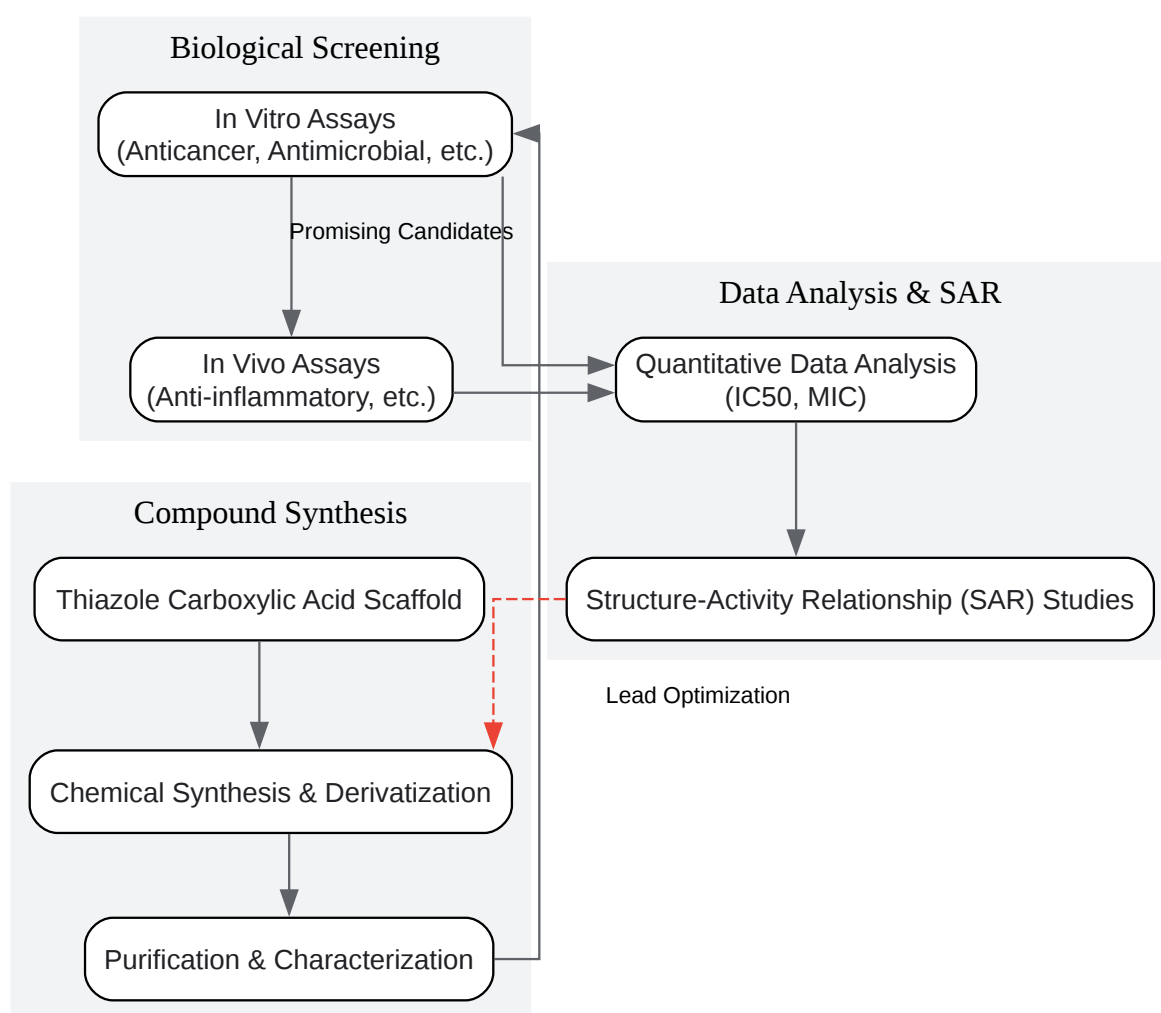 Biological Screening
In Vitro Assays
(Anticancer, Antimicrobial, etc.)
Promising Candidates
In Vivo Assays
(Anti-inflammatory, etc.)
Data Analysis & SAR
Quantitative Data Analysis
(IC50, MIC)
Structure-Activity Relationship (SAR) Studies
Lead Optimization
Compound Synthesis
Thiazole Carboxylic Acid Scaffold
Chemical Synthesis & Derivatization
Purification & Characterization